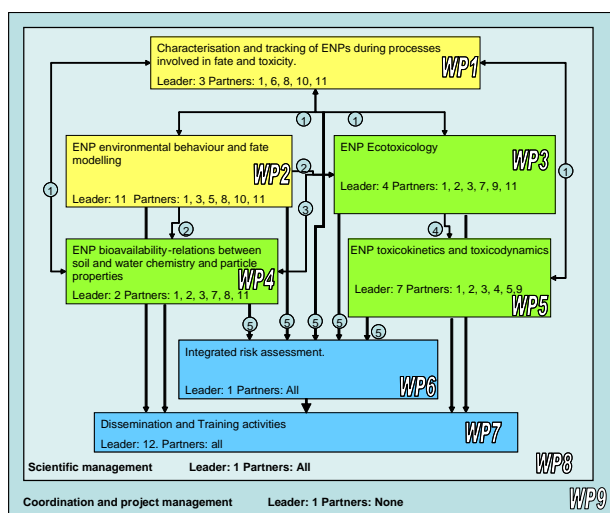 Characterisation and tracking of ENPs during processes
involved in fate and toxicity.
WP1
Leader: 3 Partners: 1, 6, 8, 10, 11
1
1
1
1
ENP environmental behaviour and fate
modelling
WP2
Leader: 11 Partners: 1, 3, 5, 8, 10, 11
2
3
ENP Ecotoxicology
WP3
Leader: 4 Partners: 1, 2, 3, 7, 9, 11
2
4
ENP bioavailability-relations between
soil and water chemistry and particle
properties
WP4
Leader: 2 Partners: 1, 2, 3, 7, 8, 11
ENP toxicokinetics and toxicodynamics
Leader: 7 Partners: 1, 2, 3, 4, 5,9
WP5
5
5
5
5
5
Integrated risk assessment.
Leader: 1 Partners: All
WP6
Dissemination and Training activities
Leader: 12. Partners: all
WP7
Scientific management Leader: 1 Partners: All
WP8
Coordination and project management Leader: 1 Partners: None
WP9